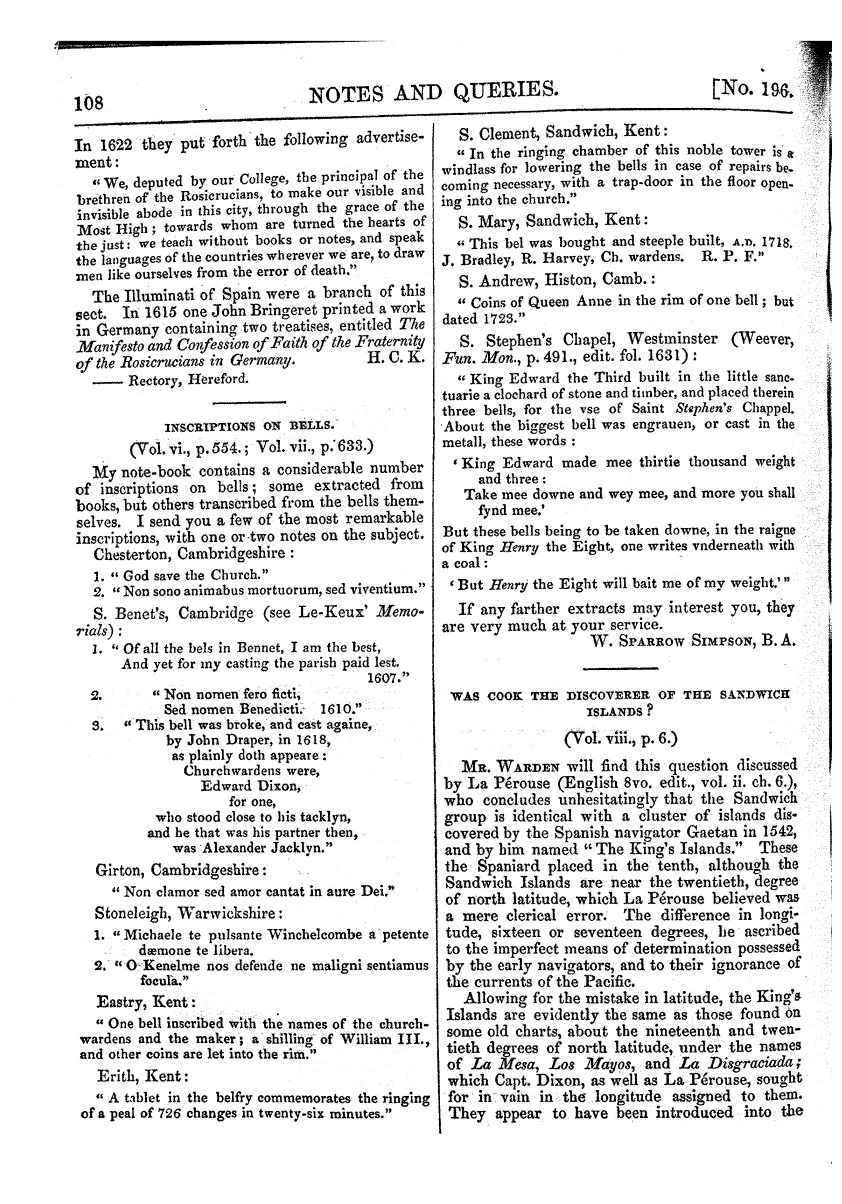 108 NOTES AND QUERIES. [No. 196.
In 1622 they put forth the following advertise-
ment:
"We, deputed by our College, the principal of the
brethren of the Rosicrucians, to make our visible and
invisible abode in this city, through the grace of the
Most High; towards whom are turned the hearts of
the just: we teach without books or notes, and speak
the languages of the countries wherever we are, to draw
men like ourselves from the error of death."
The Illuminati of Spain were a branch of this
sect. In 1615 one John Bringeret printed a work
in Germany containing two treatises, entitled The
Manifesto and Confession of Faith of the Fraternity
of the Rosicrucians in Germany. H. C. K.
—— Rectory, Hereford.
INSCRIPTIONS ON BELLS.
(Vol. vi., p. 554.; Vol. vii., p. 633.)
My note-book contains a considerable number
of inscriptions on bells; some extracted from
books, but others transcribed from the bells them-
selves. I send you a few of the most remarkable
inscriptions, with one or two notes on the subject.
Chesterton, Cambridgeshire:
1. "God save the Church."
2. "Non sono animabus mortuorum, sed viventium."
S. Benet's, Cambridge (see Le-Keux' Memo-
rials):
1. "Of all the bels in Bennet, I am the best,
And yet for my casting the parish paid lest.
1607."
2. "Non nomen fero ficti,
Sed nomen Benedicti. 1610."
3. "This bell was broke, and cast againe,
by John Draper, in 1618,
as plainly doth appeare:
Churchwardens were,
Edward Dixon,
for one,
who stood close to his tacklyn,
and he that was his partner then,
was Alexander Jacklyn."
Girton, Cambridgeshire:
"Non clamor sed amor cantat in aure Dei."
Stoneleigh, Warwickshire:
1. "Michaele te pulsante Winchelcombe a petente
dæmone te libera.
2. "O Kenelme nos defende ne maligni sentiamus
focula."
Eastry, Kent:
"One bell inscribed with the names of the church-
wardens and the maker; a shilling of William III.,
and other coins are let into the rim."
Erith, Kent:
"A tablet in the belfry commemorates the ringing
of a peal of 726 changes in twenty-six minutes."
S. Clement, Sandwich, Kent:
"In the ringing chamber of this noble tower is a
windlass for lowering the bells in case of repairs be-
coming necessary, with a trap-door in the floor open-
ing into the church."
S. Mary, Sandwich, Kent:
"This bel was bought and steeple built, A.D. 1718.
J. Bradley, R. Harvey, Ch. wardens. R. P. F."
S. Andrew, Histon, Camb.:
"Coins of Queen Anne in the rim of one bell; but
dated 1723."
S. Stephen's Chapel, Westminster (Weever,
Fun. Mon., p. 491., edit. fol. 1631):
"King Edward the Third built in the little sanc-
tuarie a clochard of stone and timber, and placed therein
three bells, for the vse of Saint Stephen's Chappel.
About the biggest bell was engrauen, or cast in the
metall, these words:
'King Edward made mee thirtie thousand weight
and three:
Take mee downe and wey mee, and more you shall
fynd mee.'
But these bells being to be taken downe, in the raigne
of King Henry the Eight, one writes vnderneath with
a coal:
'But Henry the Eight will bait me of my weight.'"
If any farther extracts may interest you, they
are very much at your service.
W. SPARROW SIMPSON, B. A.
WAS COOK THE DISCOVERER OF THE SANDWICH
ISLANDS?
(Vol. viii., p. 6.)
MR. WARDEN will find this question discussed
by La Pérouse (English 8vo. edit., vol. ii. ch. 6.),
who concludes unhesitatingly that the Sandwich
group is identical with a cluster of islands dis-
covered by the Spanish navigator Gaetan in 1542,
and by him named "The King's Islands." These
the Spaniard placed in the tenth, although the
Sandwich Islands are near the twentieth, degree
of north latitude, which La Pérouse believed was
a mere clerical error. The difference in longi-
tude, sixteen or seventeen degrees, he ascribed
to the imperfect means of determination possessed
by the early navigators, and to their ignorance of
the currents of the Pacific.
Allowing for the mistake in latitude, the King's
Islands are evidently the same as those found on
some old charts, about the nineteenth and twen-
tieth degrees of north latitude, under the names
of La Mesa, Los Mayos, and La Disgraciada;
which Capt. Dixon, as well as La Pérouse, sought
for in vain in the longitude assigned to them.
They appear to have been introduced into the